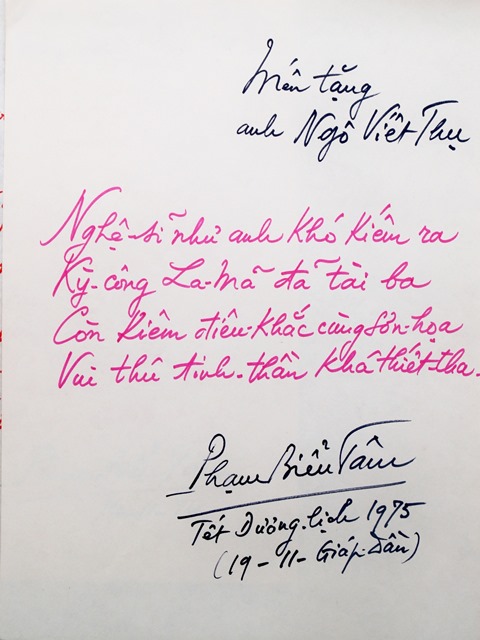 Mến tặng
anh Ngô Viết Thụ
Nghệ-sĩ như anh khó kiếm ra
Kỳ-công La-Mã đã tài ba
Còn kiêm điêu-khắc cùng sơn-họa
Vui thú tinh-thần khá thiết-tha.
Phạm Biểu Tâm
Tết Dương-lịch 1975
(19-11-Giáp-Dần)